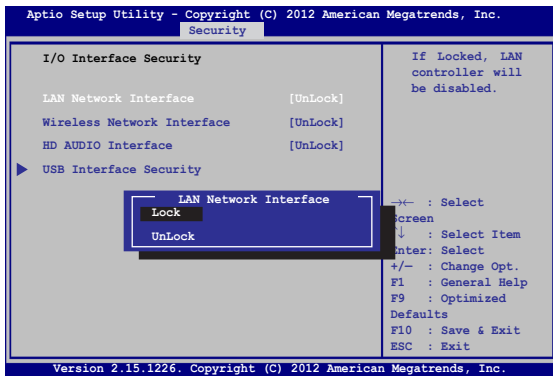 Aptio Setup Utility - Copyright (C) 2012 American Megatrends, Inc.
Security
I/O Interface Security
LAN Network Interface [UnLock]
Wireless Network Interface [UnLock]
HD AUDIO Interface [UnLock]
USB Interface Security
LAN Network Interface
Lock
UnLock
If Locked, LAN
controller will
be disabled.
→← : Select
Screen
↑↓ : Select Item
Enter: Select
+/— : Change Opt.
F1 : General Help
F9 : Optimized
Defaults
F10 : Save & Exit
ESC : Exit
Version 2.15.1226. Copyright (C) 2012 American Megatrends, Inc.